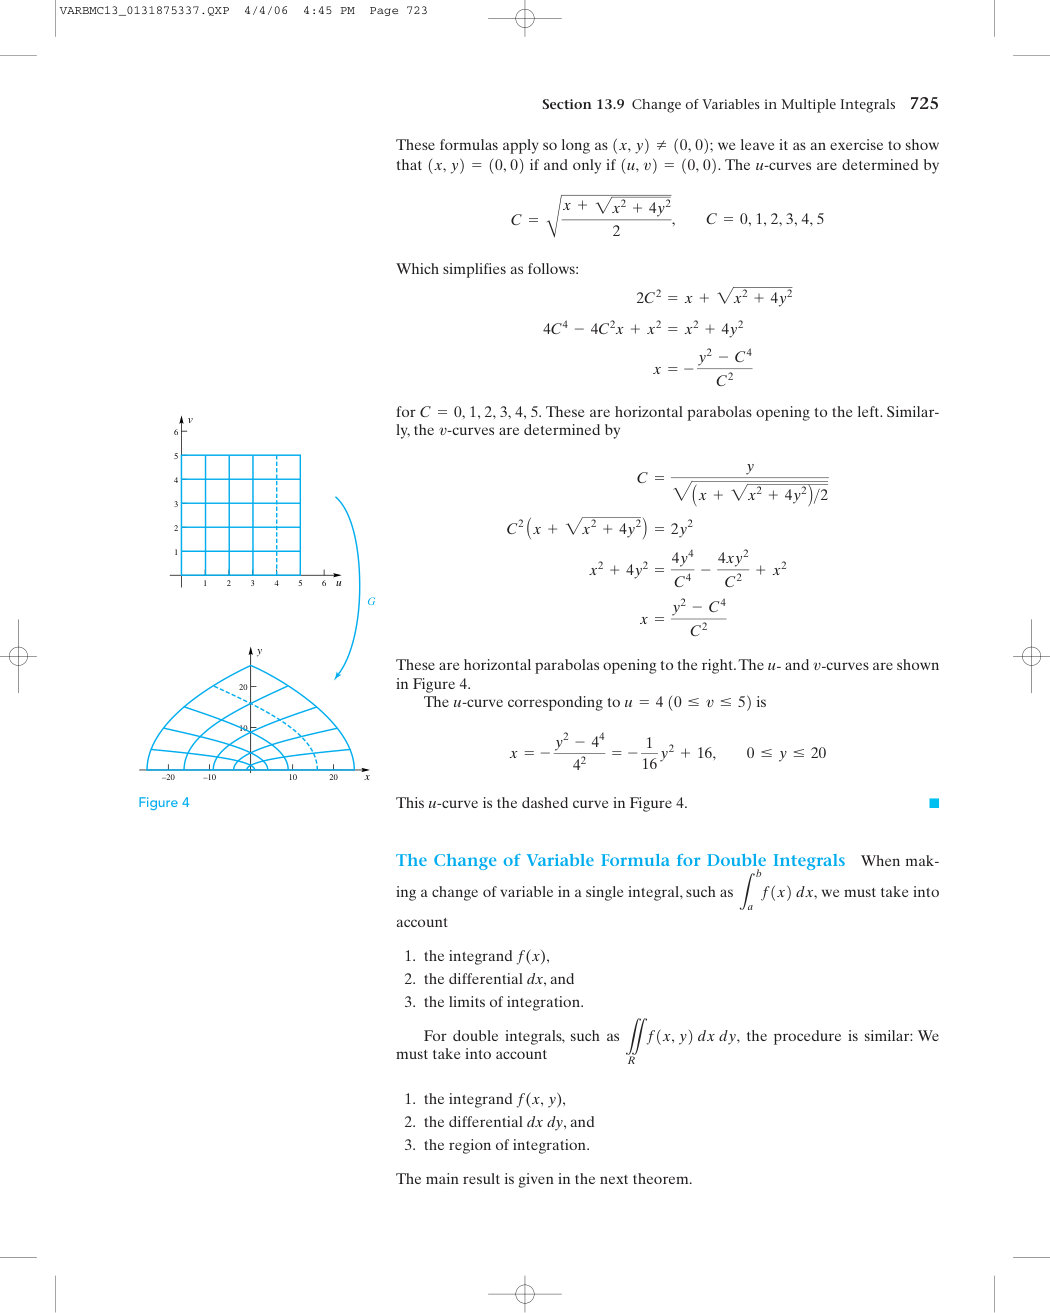 VARBMC13_0131875337.QXP 4/4/06 4:45 PM Page 723
Section 13.9 Change of Variables in Multiple Integrals 725
These formulas apply so long as (x, y) ≠ (0, 0); we leave it as an exercise to show
that (x, y) = (0, 0) if and only if (u, v) = (0, 0). The u-curves are determined by
C = √((x + √(x² + 4y²))/2), C = 0, 1, 2, 3, 4, 5
Which simplifies as follows:
2C² = x + √(x² + 4y²)
4C⁴ − 4C²x + x² = x² + 4y²
x = −(y² − C⁴)/C²
for C = 0, 1, 2, 3, 4, 5. These are horizontal parabolas opening to the left. Similar-
ly, the v-curves are determined by
C = y/√((x + √(x² + 4y²))/2)
C²(x + √(x² + 4y²)) = 2y²
x² + 4y² = 4y⁴/C⁴ − 4xy²/C² + x²
x = (y² − C⁴)/C²
These are horizontal parabolas opening to the right. The u- and v-curves are shown
in Figure 4.
The u-curve corresponding to u = 4 (0 ≤ v ≤ 5) is
x = −(y² − 4⁴)/4² = −(1/16)y² + 16, 0 ≤ y ≤ 20
This u-curve is the dashed curve in Figure 4.
v
6
5
4
3
2
1
1 2 3 4 5 6 u
G
y
20
10
−20 −10 10 20 x
Figure 4
The Change of Variable Formula for Double Integrals When mak-
ing a change of variable in a single integral, such as ∫ₐᵇ f(x) dx, we must take into
account
1. the integrand f(x),
2. the differential dx, and
3. the limits of integration.
For double integrals, such as ∬_R f(x, y) dx dy, the procedure is similar: We
must take into account
1. the integrand f(x, y),
2. the differential dx dy, and
3. the region of integration.
The main result is given in the next theorem.